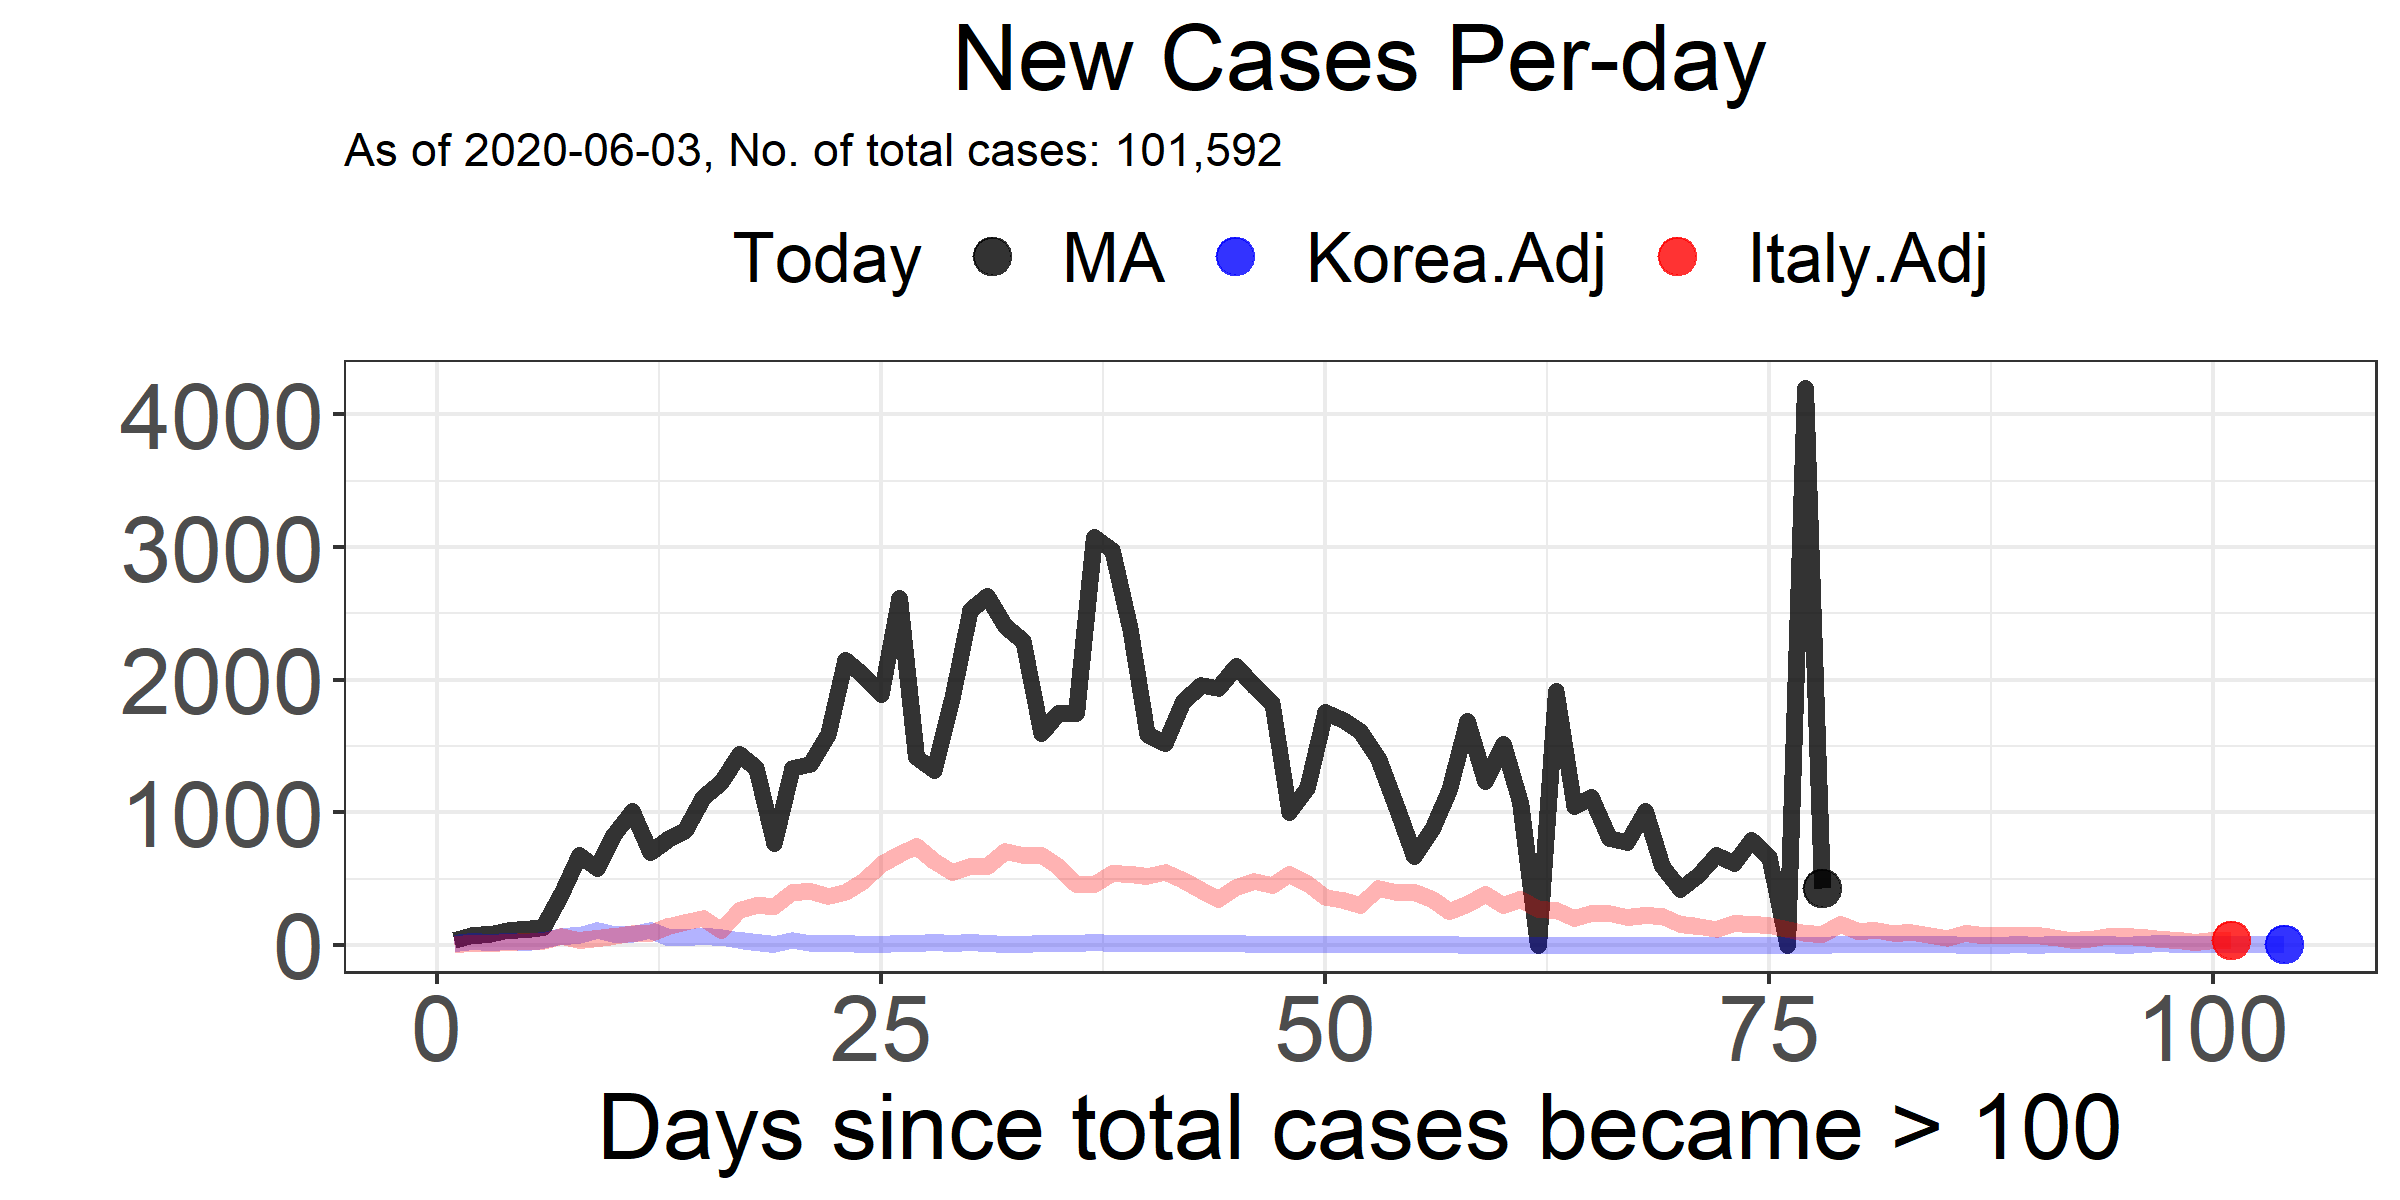 New Cases Per-day
As of 2020-06-03, No. of total cases: 101,592
Today MA Korea.Adj Italy.Adj
4000
3000
2000
1000
0
0 25 50 75 100
Days since total cases became > 100